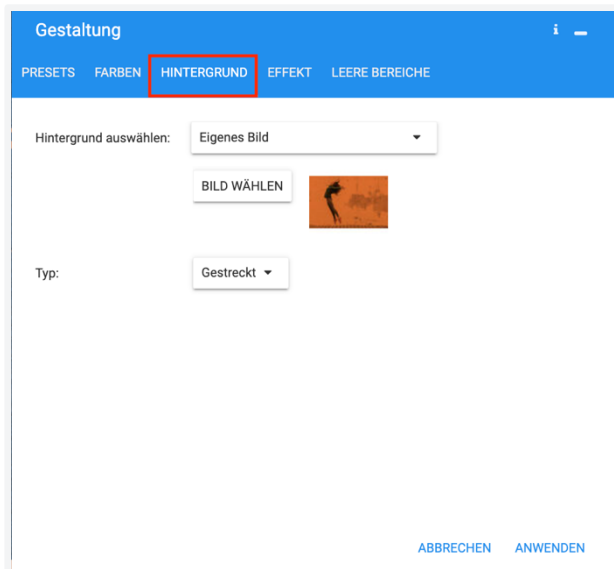 Gestaltung
PRESETS FARBEN HINTERGRUND EFFEKT LEERE BEREICHE
Hintergrund auswählen: Eigenes Bild
BILD WÄHLEN
Typ: Gestreckt
ABBRECHEN ANWENDEN